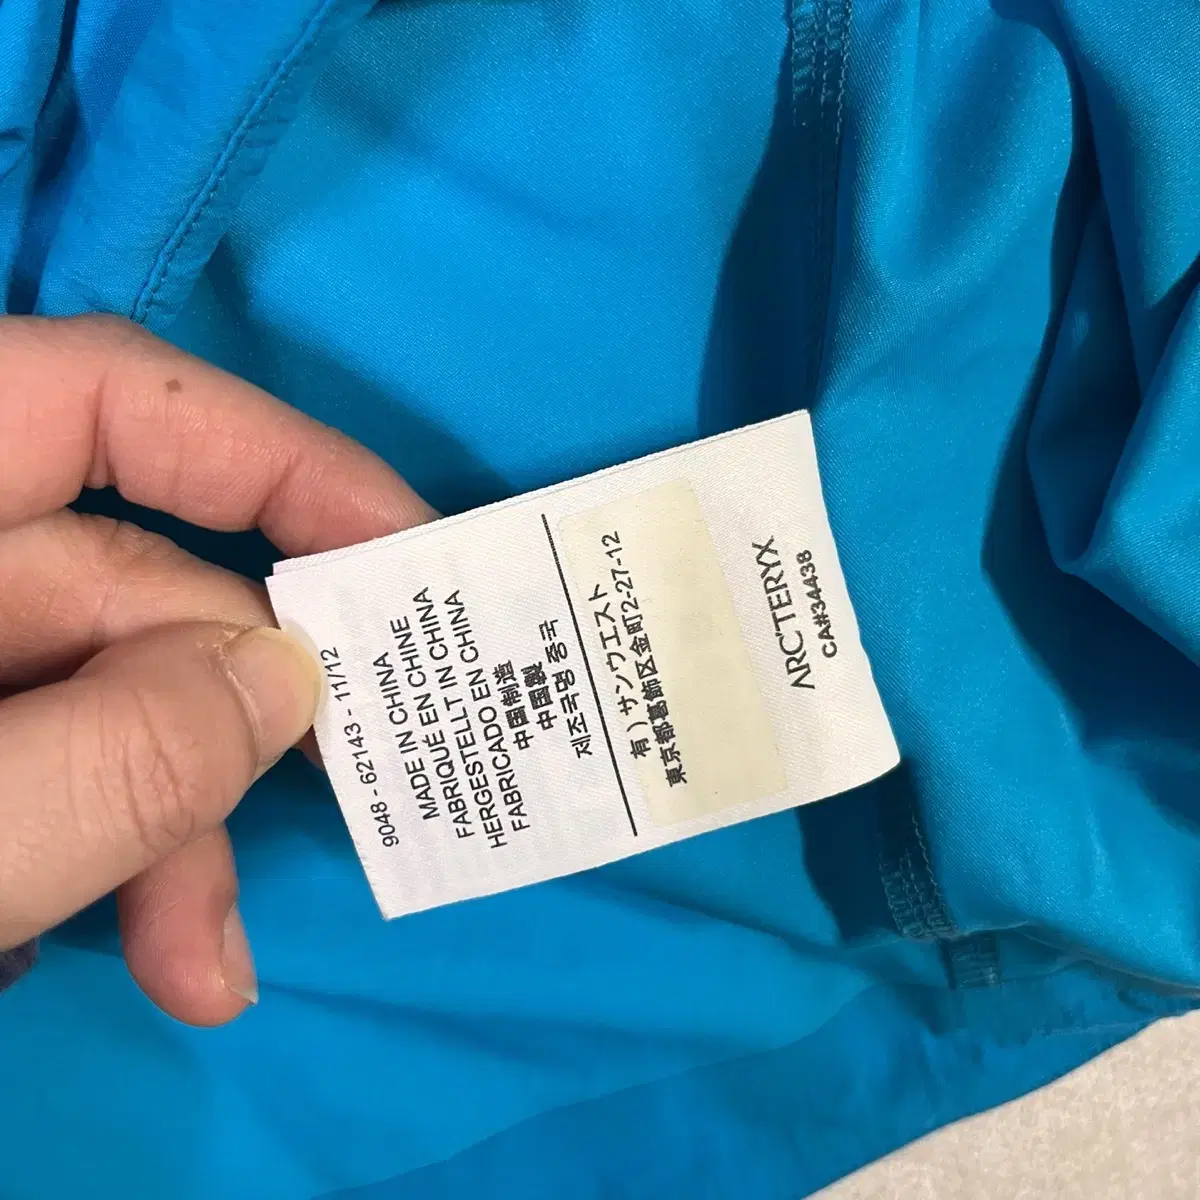 9048 - 62143 - 11/12
MADE IN CHINA
FABRIQUÉ EN CHINE
FABRICADO EN CHINA
HERGESTELLT IN CHINA
中国制造
中國製
제조국명 중국
有）サンウエスト
東京都葛飾区金町2-27-12
ARC'TERYX
CA#34438